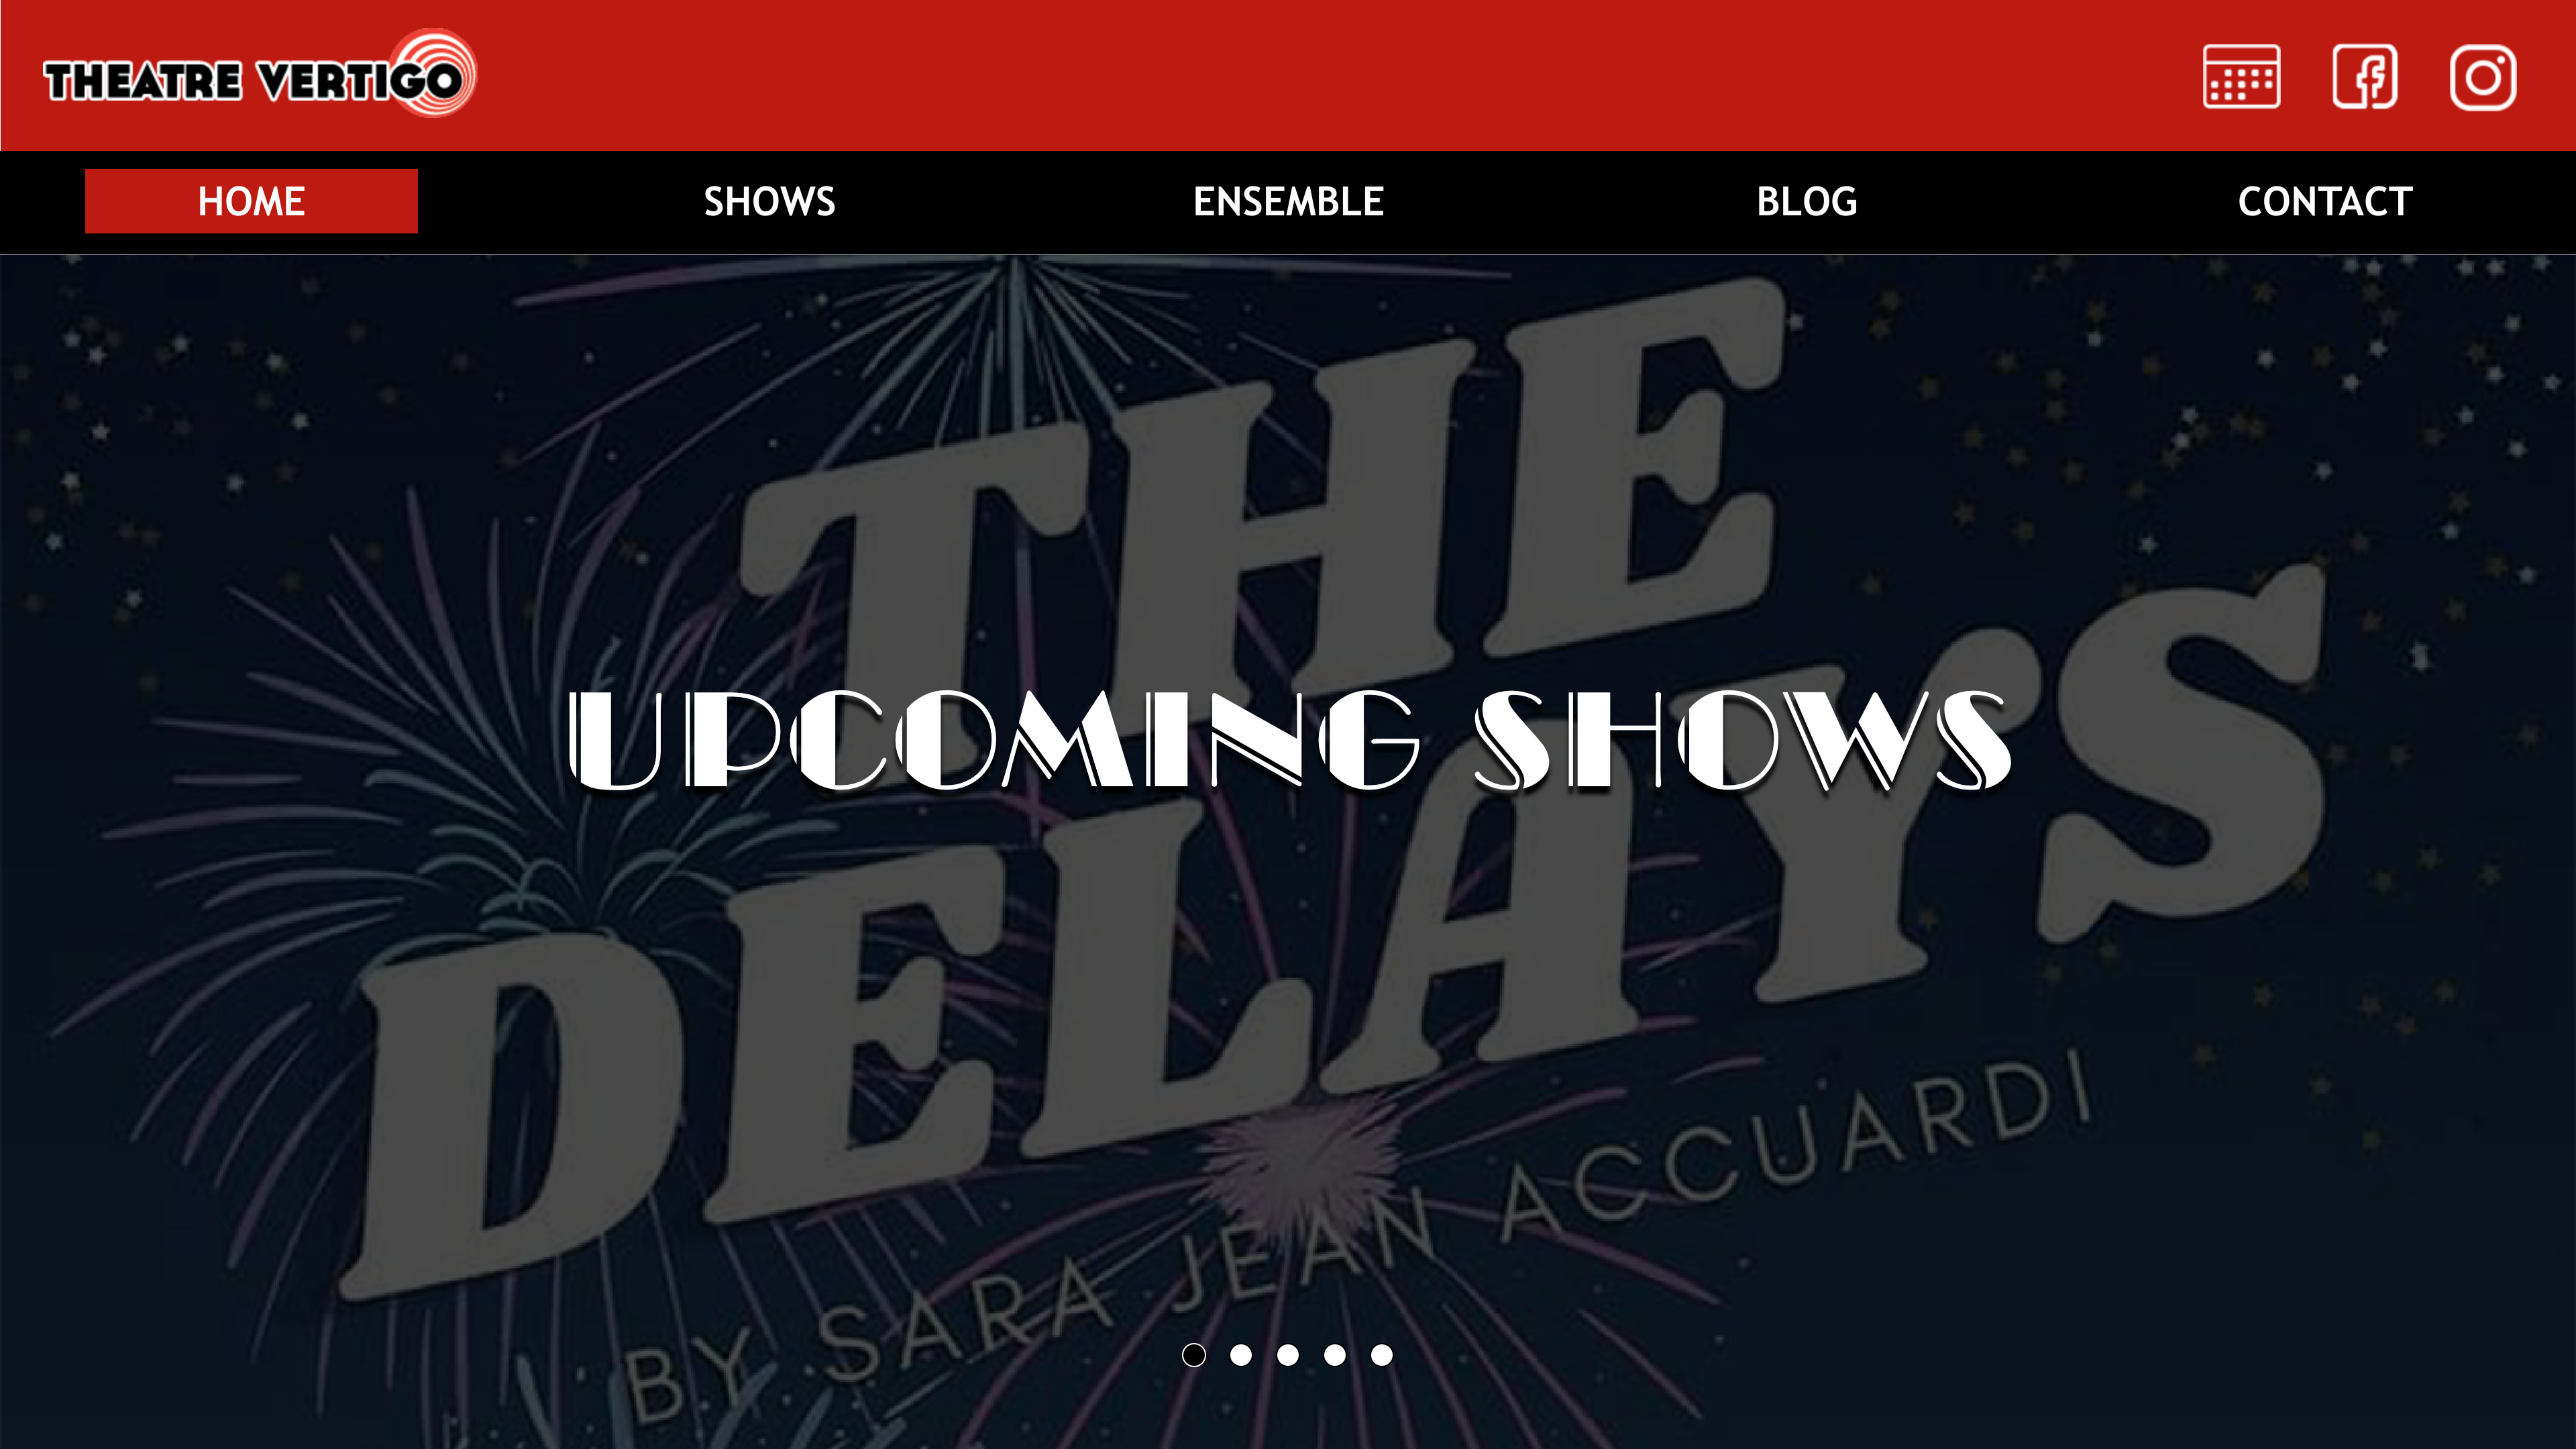 THEATRE VERTIGO
HOME SHOWS ENSEMBLE BLOG CONTACT
THE
UPCOMING SHOWS
DELAYS
BY SARA JEAN ACCUARDI